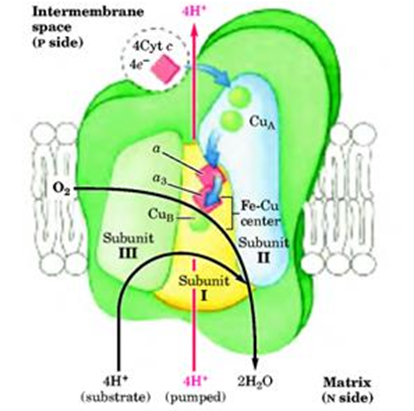 Intermembrane
space
(P side)
4H⁺
4Cyt c
4e⁻
CuA
a
a₃
O₂
CuB
Fe-Cu
center
Subunit
III
Subunit
II
Subunit
I
4H⁺
(substrate)
4H⁺
(pumped)
2H₂O
Matrix
(N side)